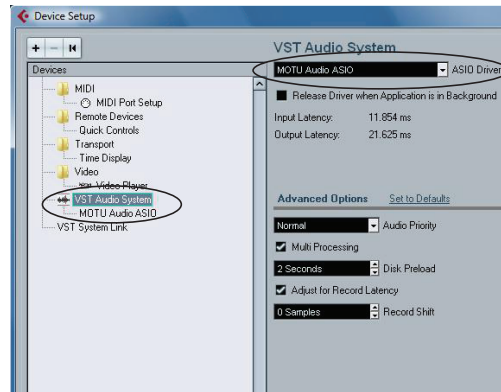 Device Setup
VST Audio System
Devices
MOTU Audio ASIO
ASIO Driver
MIDI
MIDI Port Setup
Remote Devices
Quick Controls
Transport
Time Display
Video
Video Player
VST Audio System
MOTU Audio ASIO
VST System Link
Release Driver when Application is in Background
Input Latency: 11.854 ms
Output Latency: 21.625 ms
Advanced Options Set to Defaults
Normal Audio Priority
Multi Processing
2 Seconds Disk Preload
Adjust for Record Latency
0 Samples Record Shift